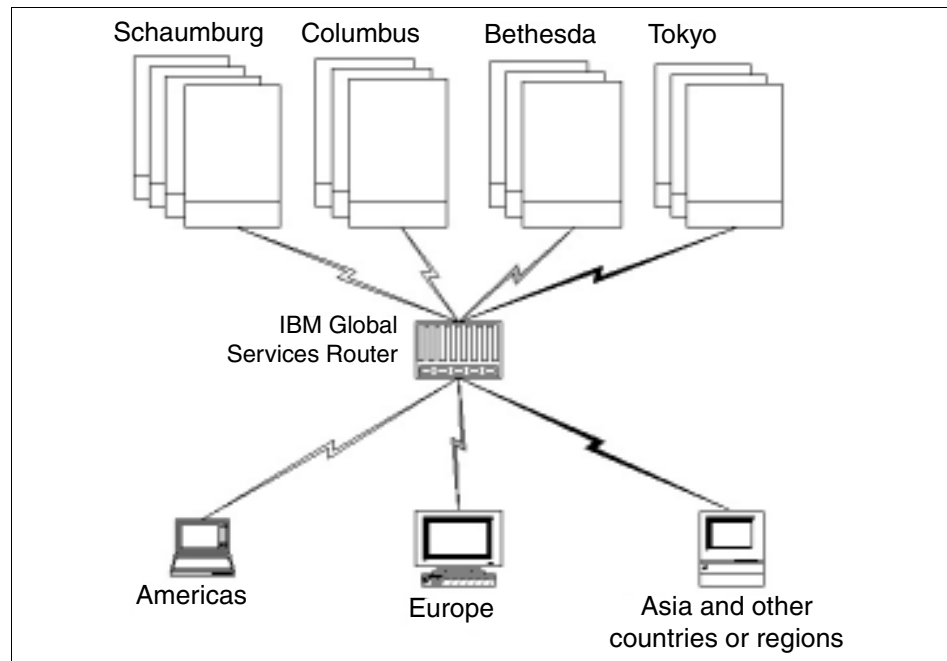 Schaumburg
Columbus
Bethesda
Tokyo
IBM Global
Services Router
Americas
Europe
Asia and other
countries or regions